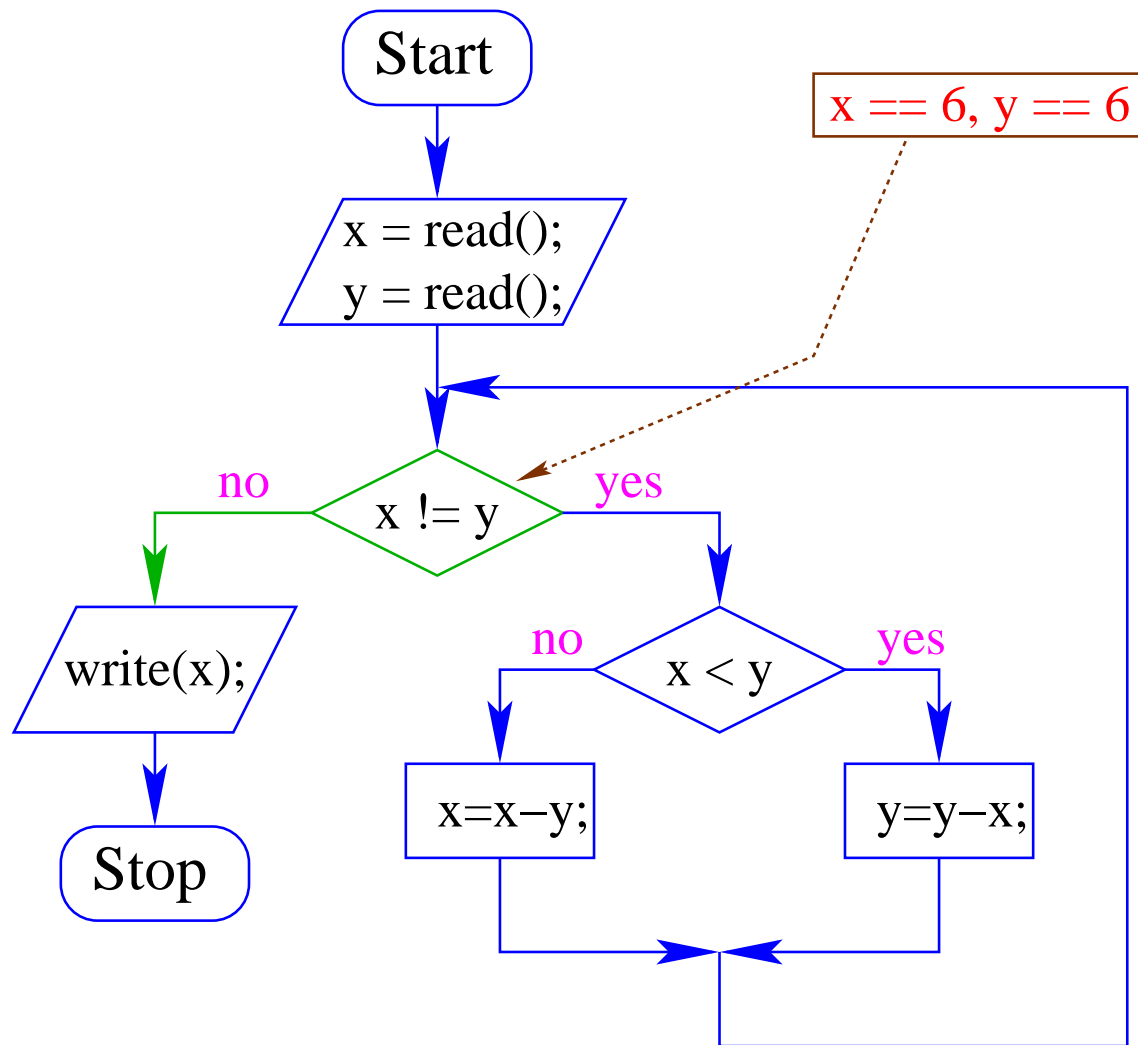 Start
x == 6, y == 6
x = read();
y = read();
no
yes
x != y
no
yes
write(x);
x < y
x=x−y;
y=y−x;
Stop